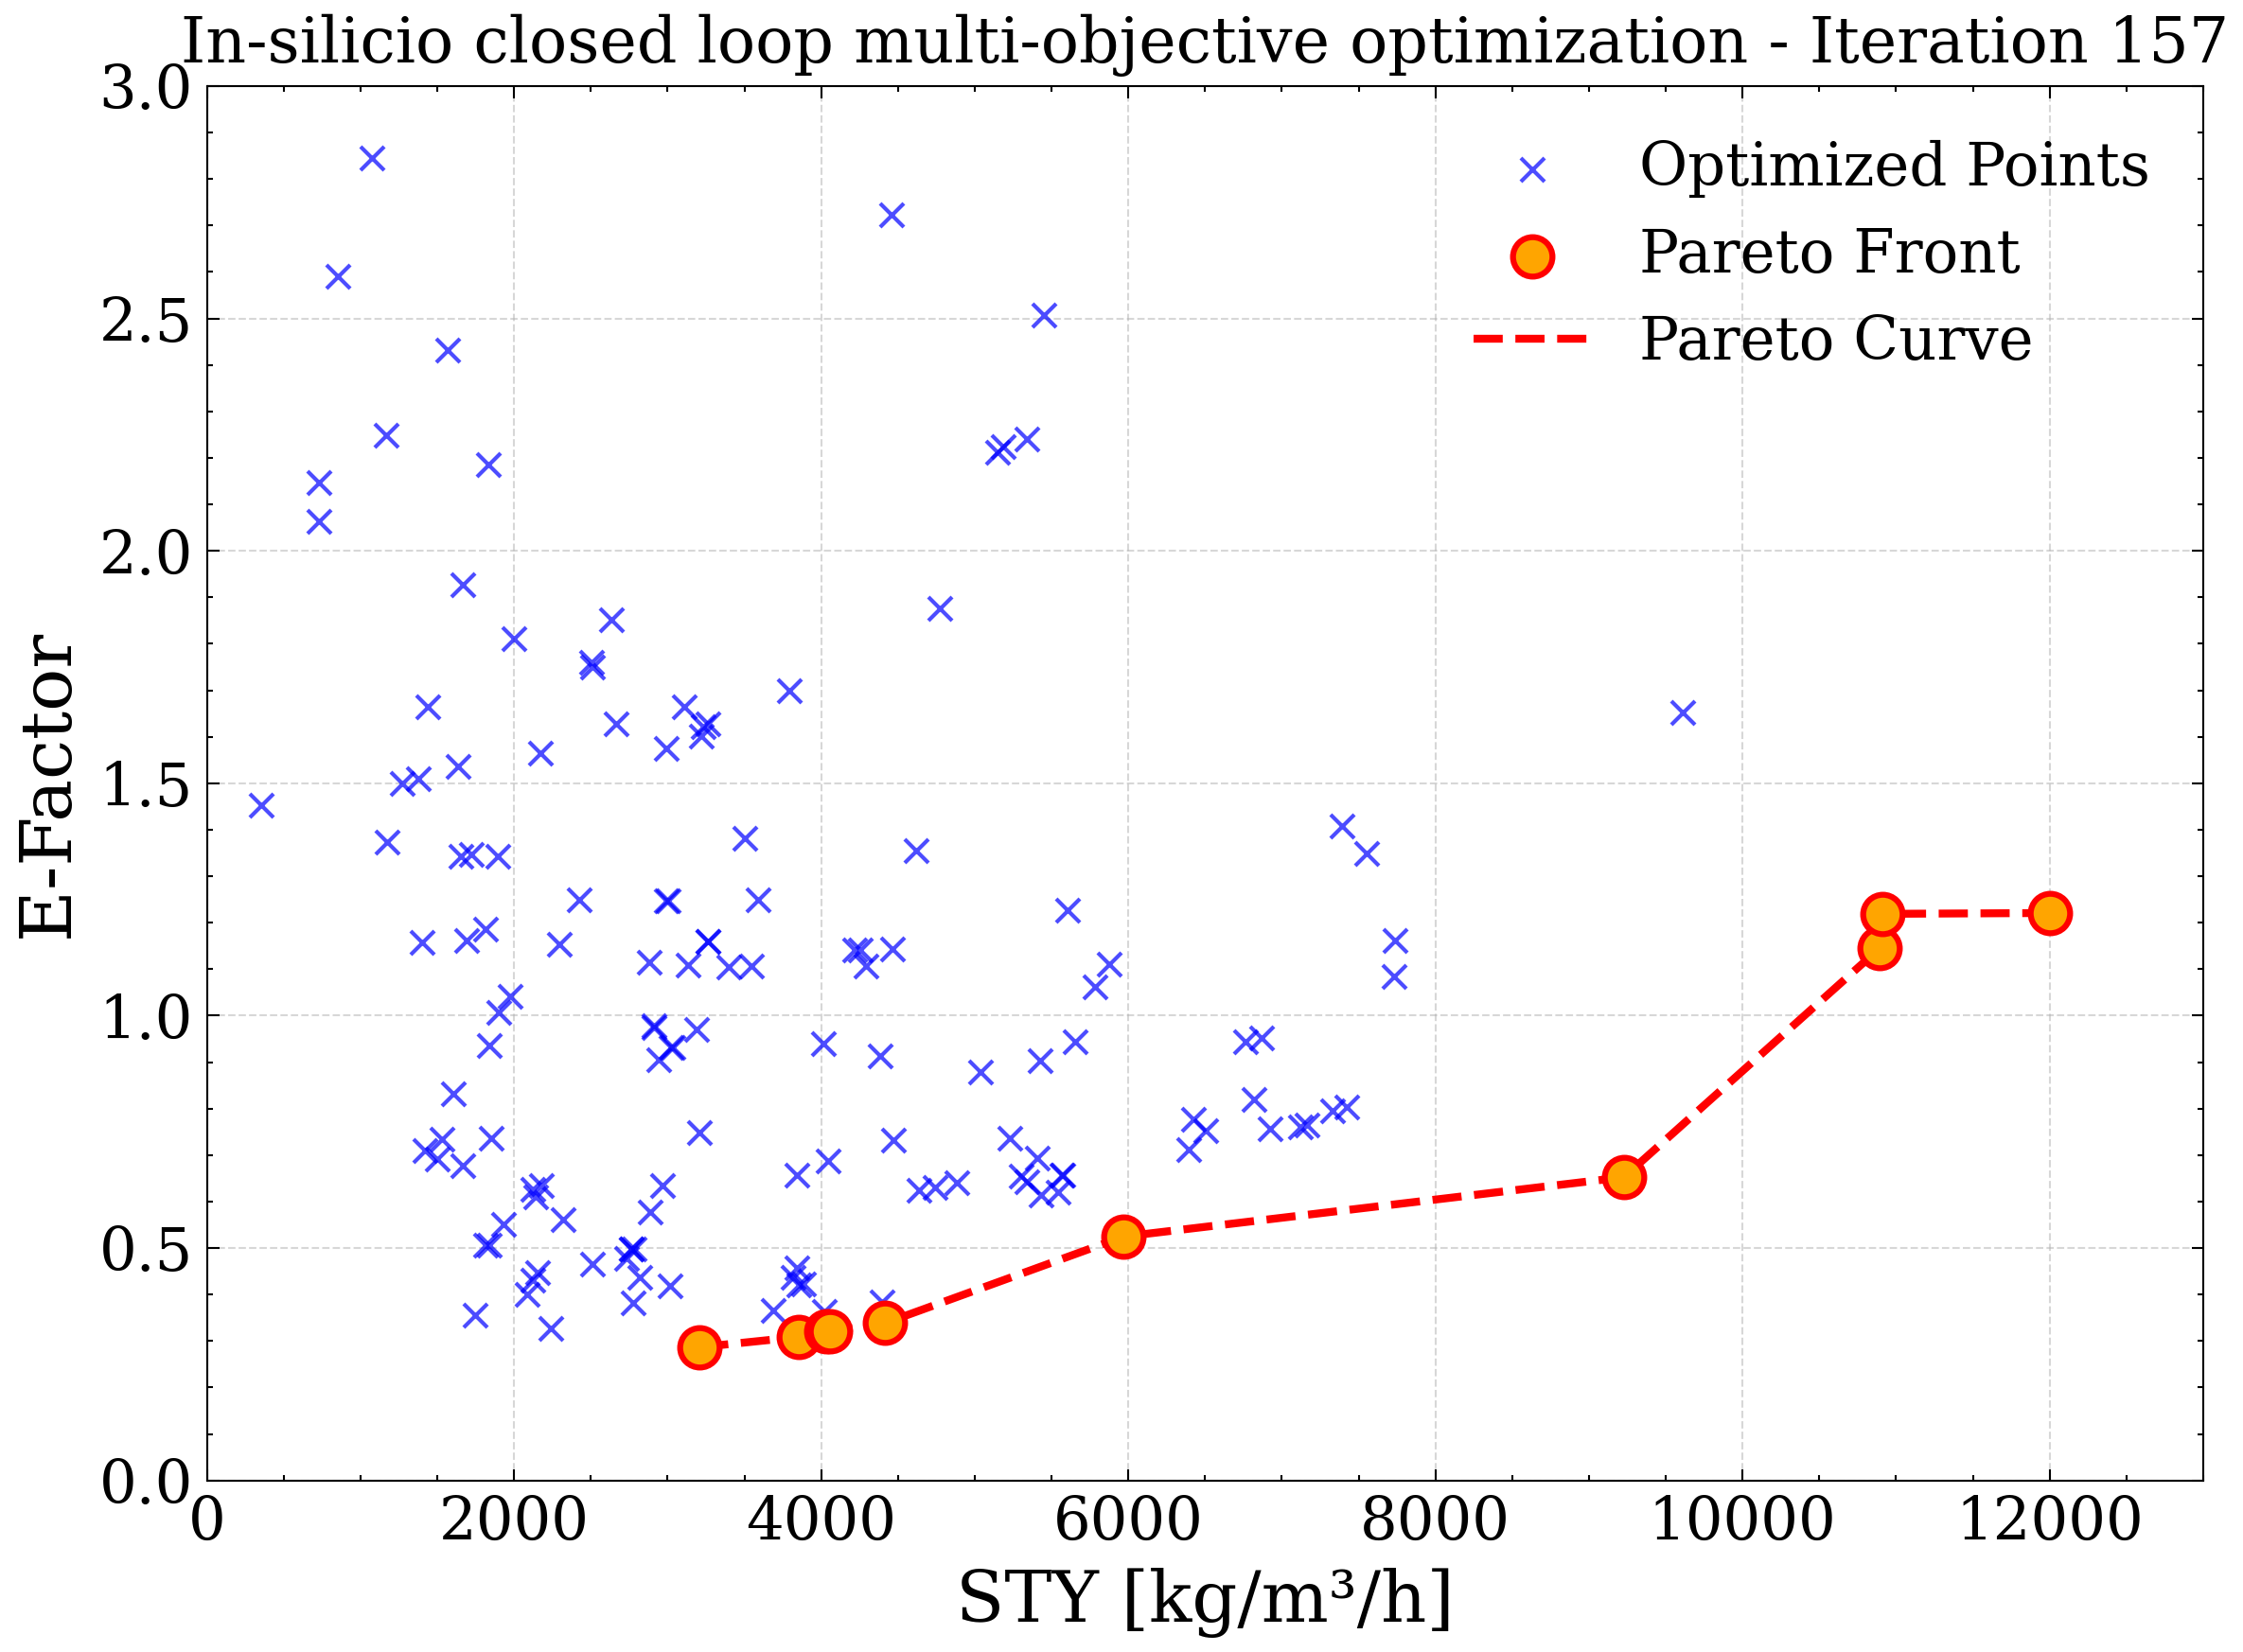 In-silicio closed loop multi-objective optimization - Iteration 157
3.0
2.5
2.0
1.5
1.0
0.5
0.0
E-Factor
Optimized Points
Pareto Front
Pareto Curve
0 2000 4000 6000 8000 10000 12000
STY [kg/m³/h]